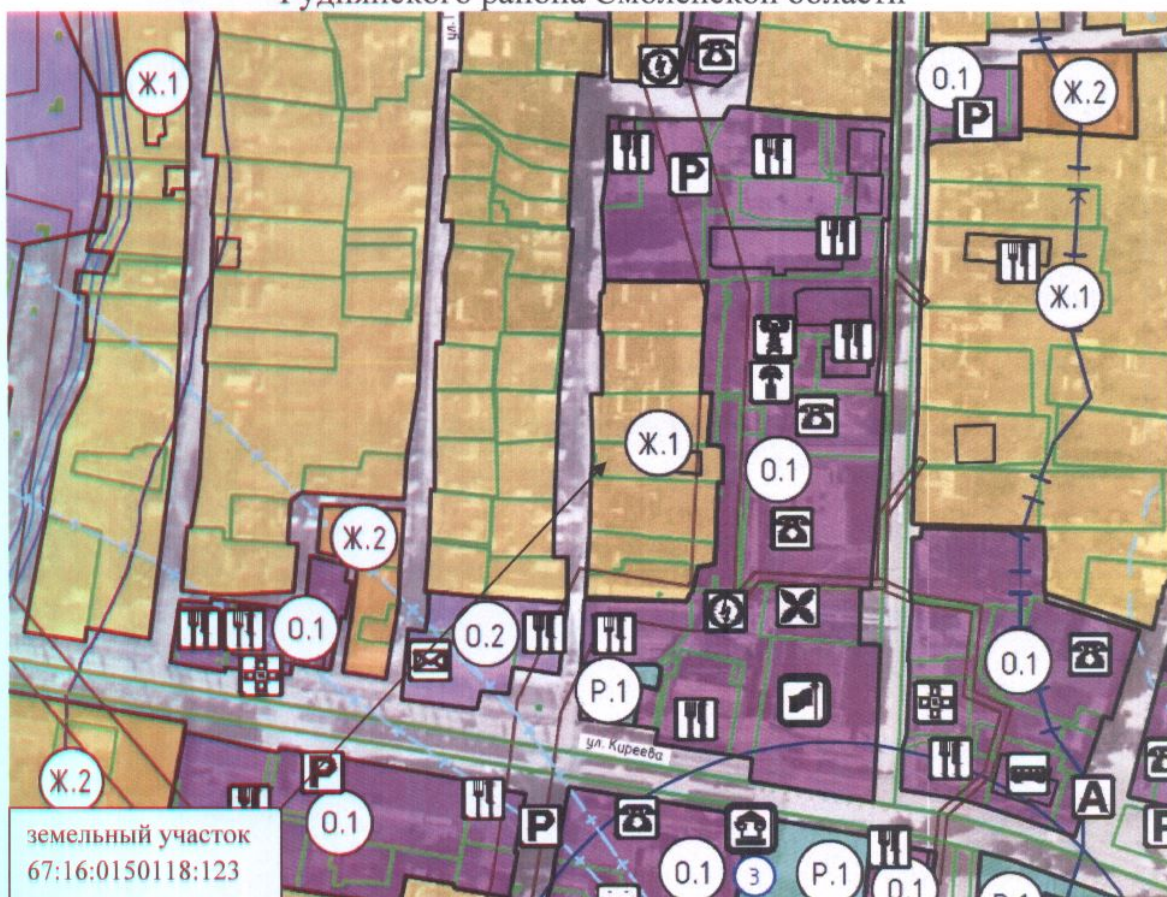 Руднянского района Смоленской области
Ж.1
О.1
Ж.2
P
P
Ж.1
Ж.1
О.1
Ж.2
О.1
О.2
О.1
Р.1
ул. Киреева
Ж.2
P
О.1
P
А
P
О.1
3
Р.1
О.1
Р.1
земельный участок
67:16:0150118:123